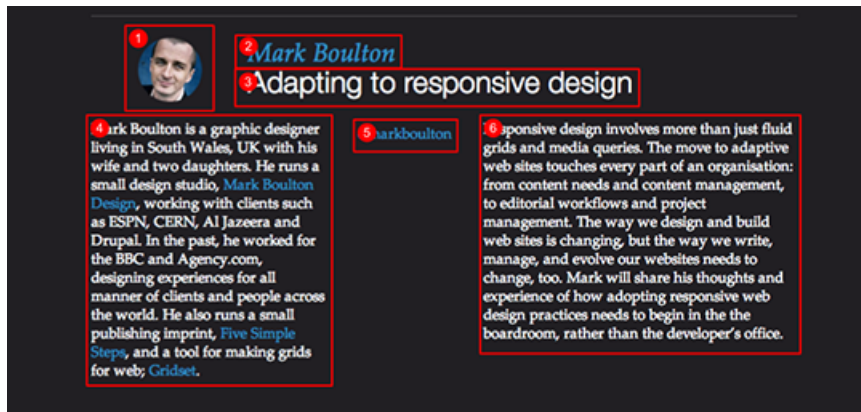 1
2
Mark Boulton
3
Adapting to responsive design
4
Mark Boulton is a graphic designer
living in South Wales, UK with his
wife and two daughters. He runs a
small design studio, Mark Boulton
Design, working with clients such
as ESPN, CERN, Al Jazeera and
Drupal. In the past, he worked for
the BBC and Agency.com,
designing experiences for all
manner of clients and people across
the world. He also runs a small
publishing imprint, Five Simple
Steps, and a tool for making grids
for web; Gridset.
5
markboulton
6
Responsive design involves more than just fluid
grids and media queries. The move to adaptive
web sites touches every part of an organisation:
from content needs and content management,
to editorial workflows and project
management. The way we design and build
web sites is changing, but the way we write,
manage, and evolve our websites needs to
change, too. Mark will share his thoughts and
experience of how adopting responsive web
design practices needs to begin in the the
boardroom, rather than the developer's office.